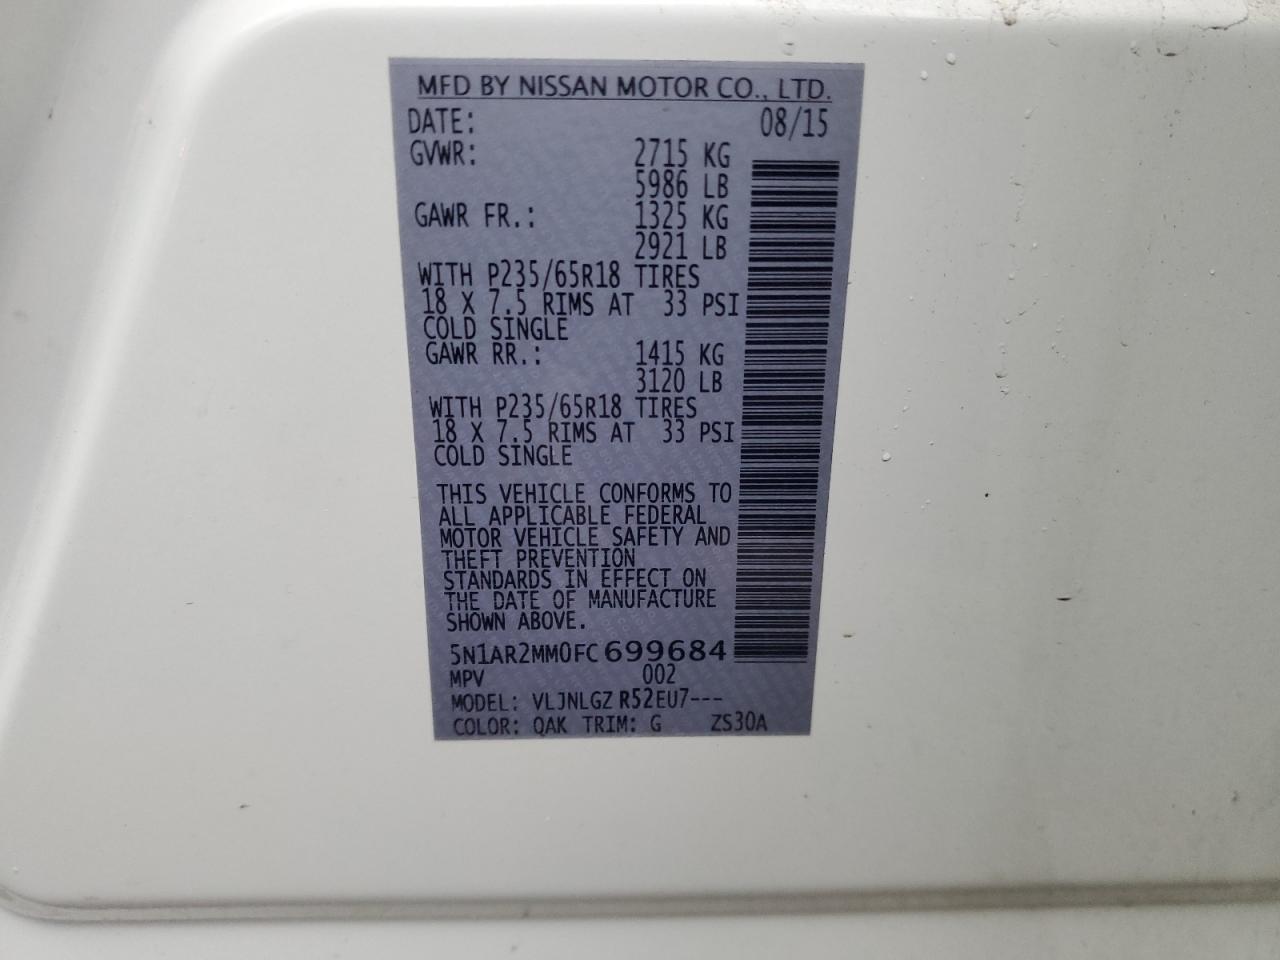 MFD BY NISSAN MOTOR CO., LTD.
DATE: 08/15
GVWR: 2715 KG
5986 LB
GAWR FR.: 1325 KG
2921 LB
WITH P235/65R18 TIRES
18 X 7.5 RIMS AT 33 PSI
COLD SINGLE
GAWR RR.: 1415 KG
3120 LB
WITH P235/65R18 TIRES
18 X 7.5 RIMS AT 33 PSI
COLD SINGLE
THIS VEHICLE CONFORMS TO
ALL APPLICABLE FEDERAL
MOTOR VEHICLE SAFETY AND
THEFT PREVENTION
STANDARDS IN EFFECT ON
THE DATE OF MANUFACTURE
SHOWN ABOVE.
5N1AR2MM0FC699684
MPV 002
MODEL: VLJNLGZ R52EU7---
COLOR: QAK TRIM: G ZS30A